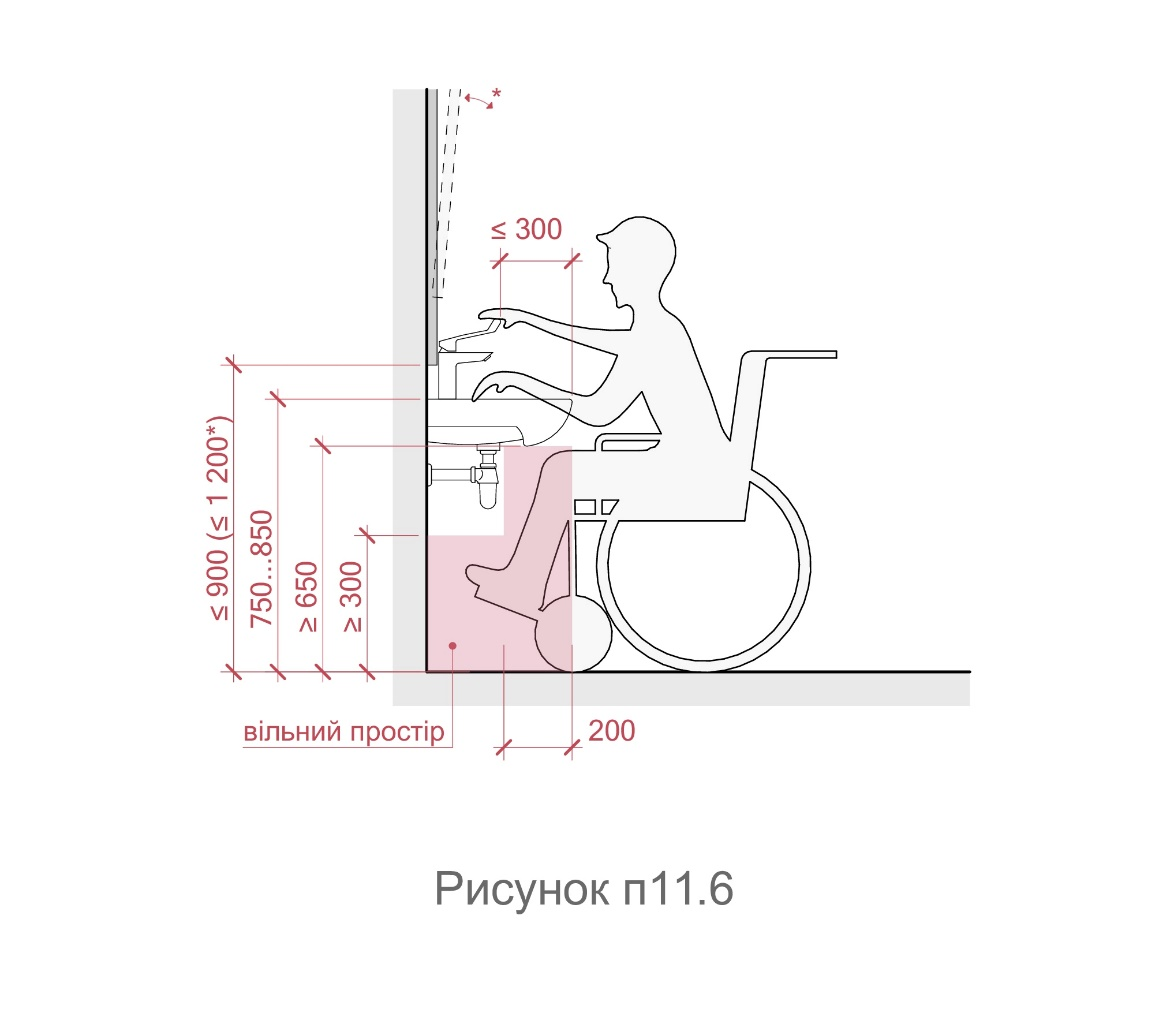 *
≤ 300
≤ 900 (≤ 1 200*)
750...850
≥ 650
≥ 300
вільний простір
200
Рисунок п11.6